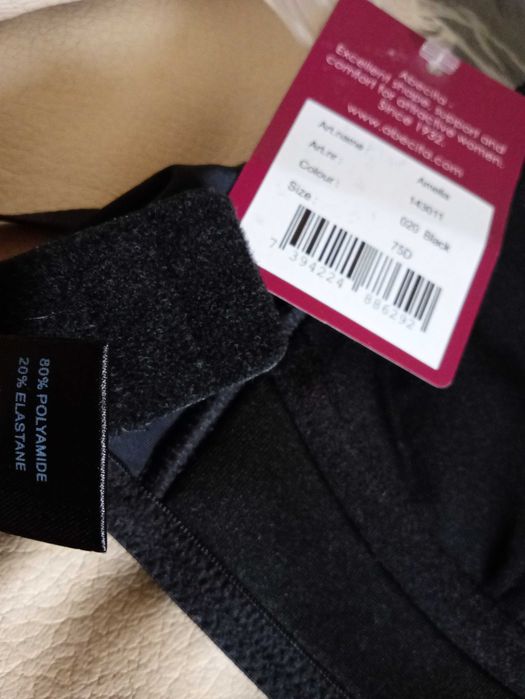 Abecita -
Excellent shape, support and
comfort for attractive women.
Since 1932.
www.abecita.com
Art.name: Amelia
Art.nr: 143011
Colour: 020 Black
Size: 75D
7 394224 886292
80% POLYAMIDE
20% ELASTANE